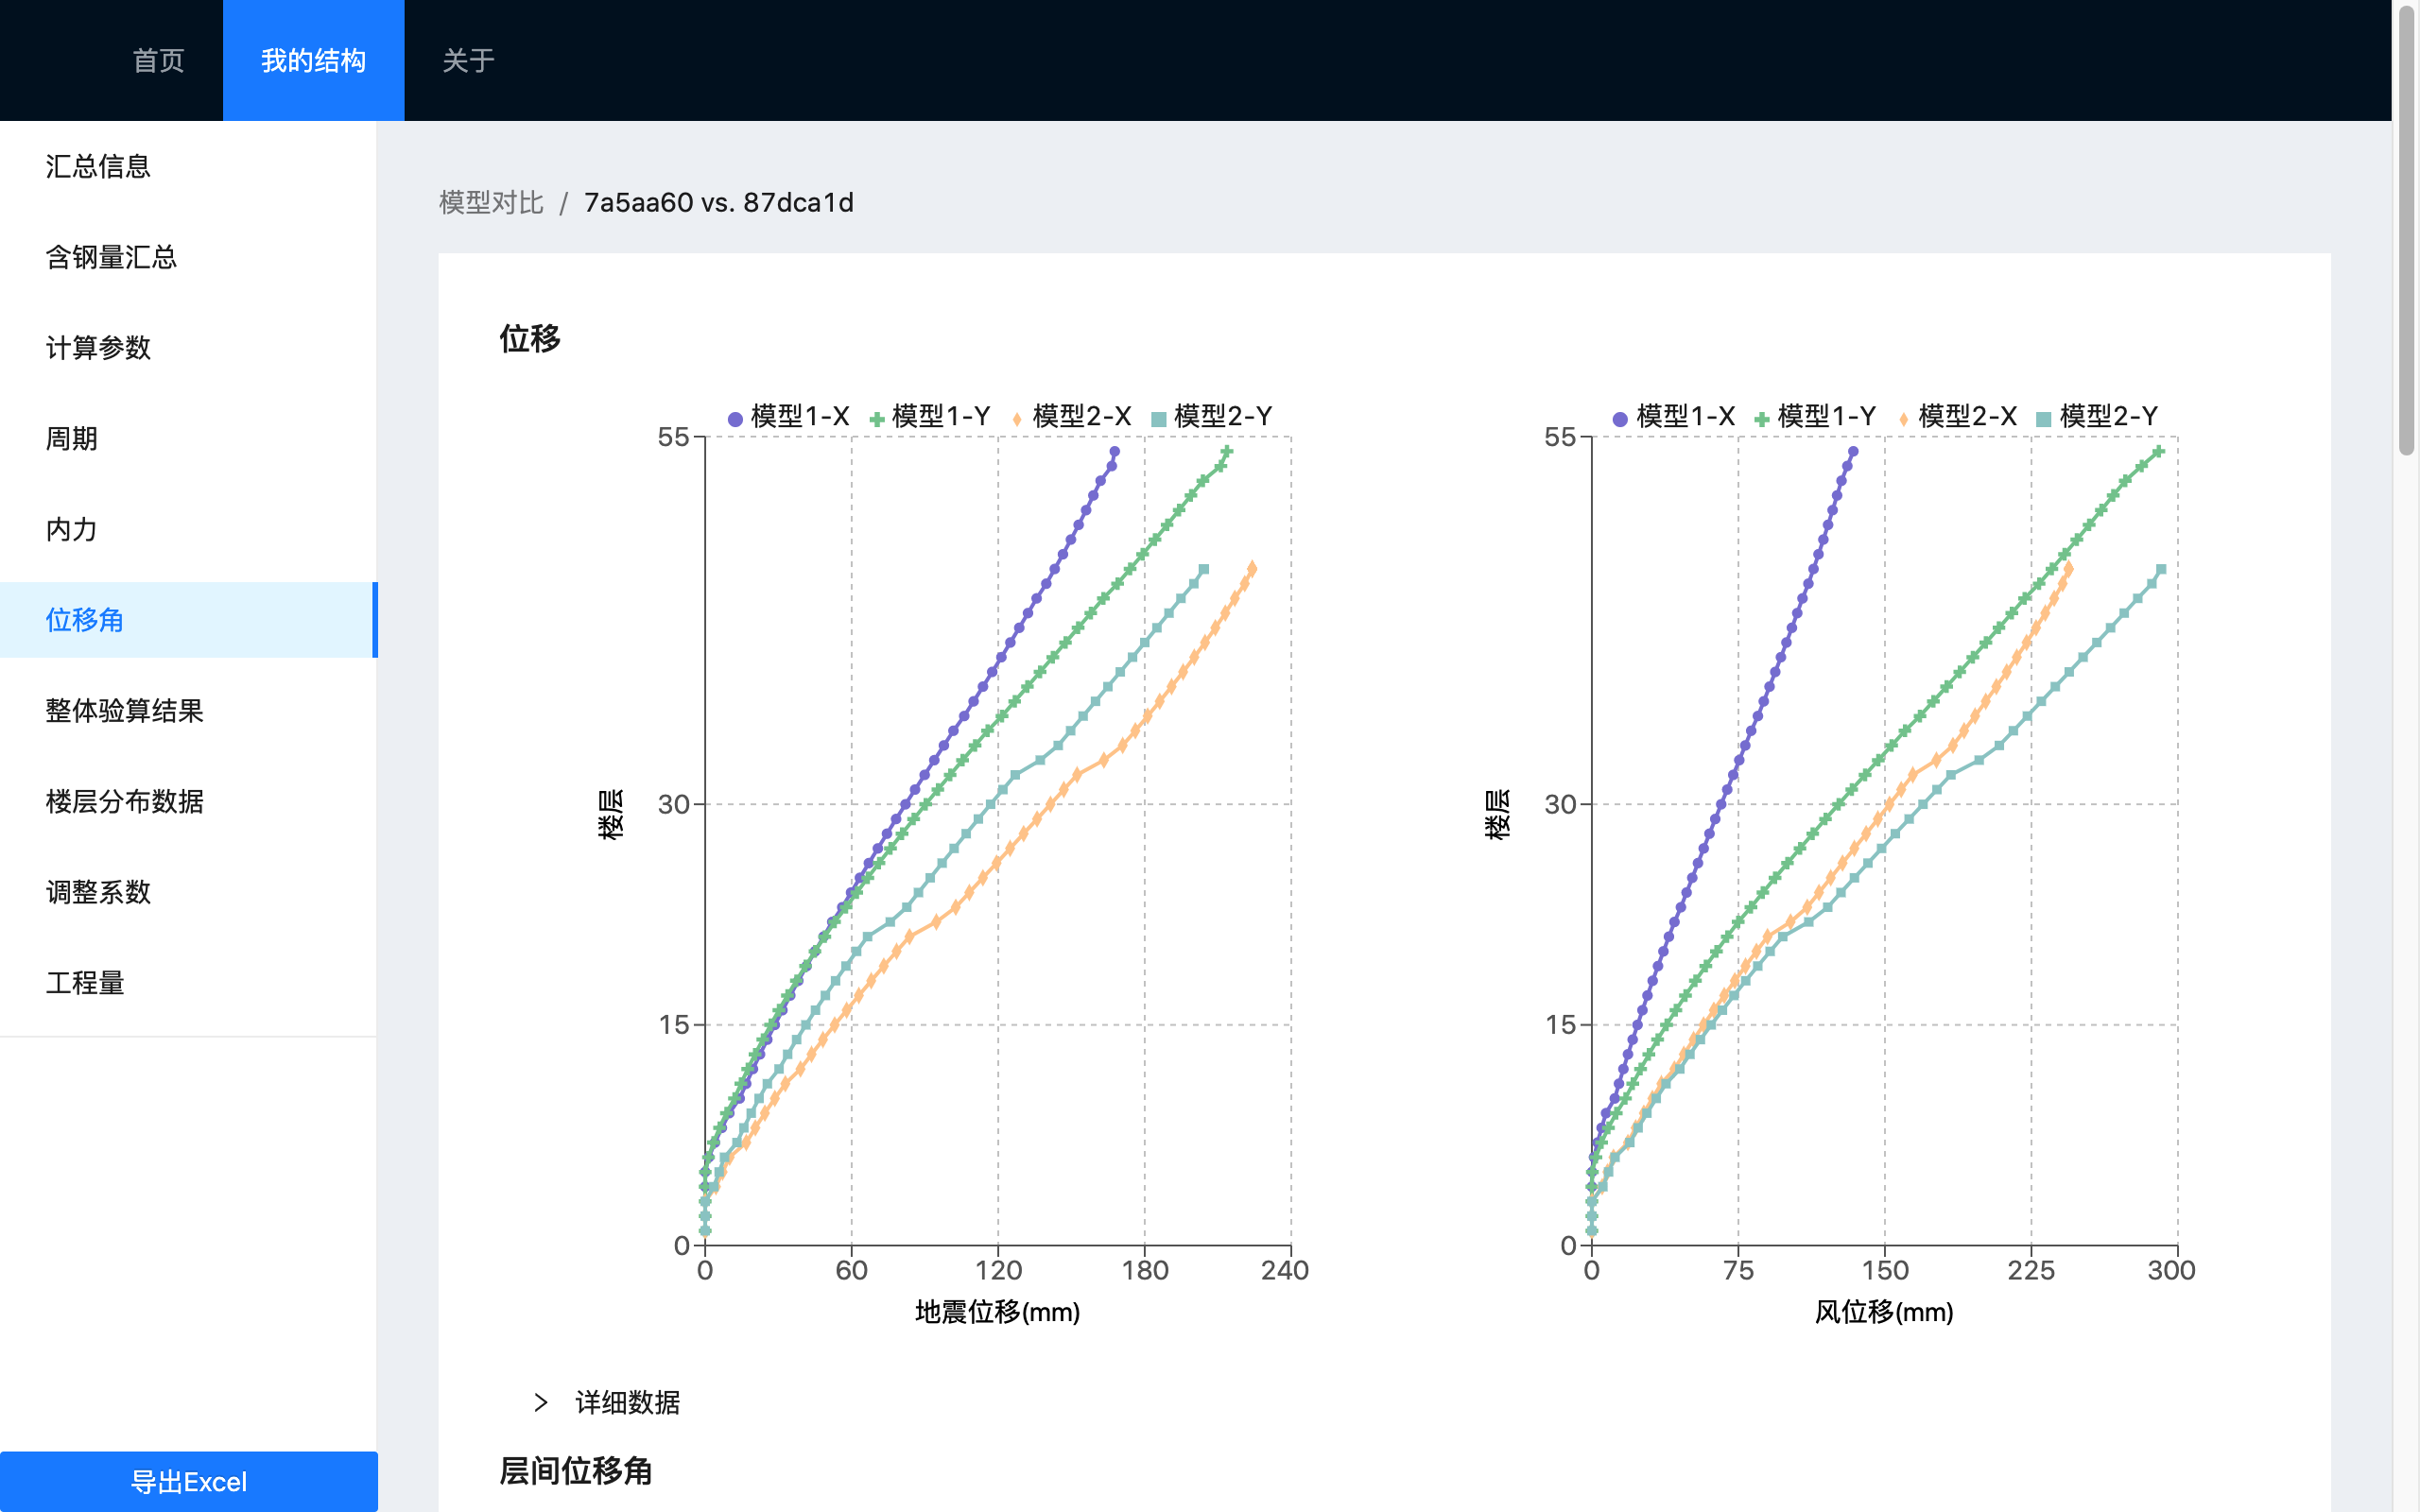 首页 我的结构 关于
汇总信息
含钢量汇总
计算参数
周期
内力
位移角
整体验算结果
楼层分布数据
调整系数
工程量
导出Excel
模型对比 / 7a5aa60 vs. 87dca1d
位移
模型1-X 模型1-Y 模型2-X 模型2-Y
55
30
15
0
楼层
0 60 120 180 240
地震位移(mm)
模型1-X 模型1-Y 模型2-X 模型2-Y
55
30
15
0
楼层
0 75 150 225 300
风位移(mm)
详细数据
层间位移角